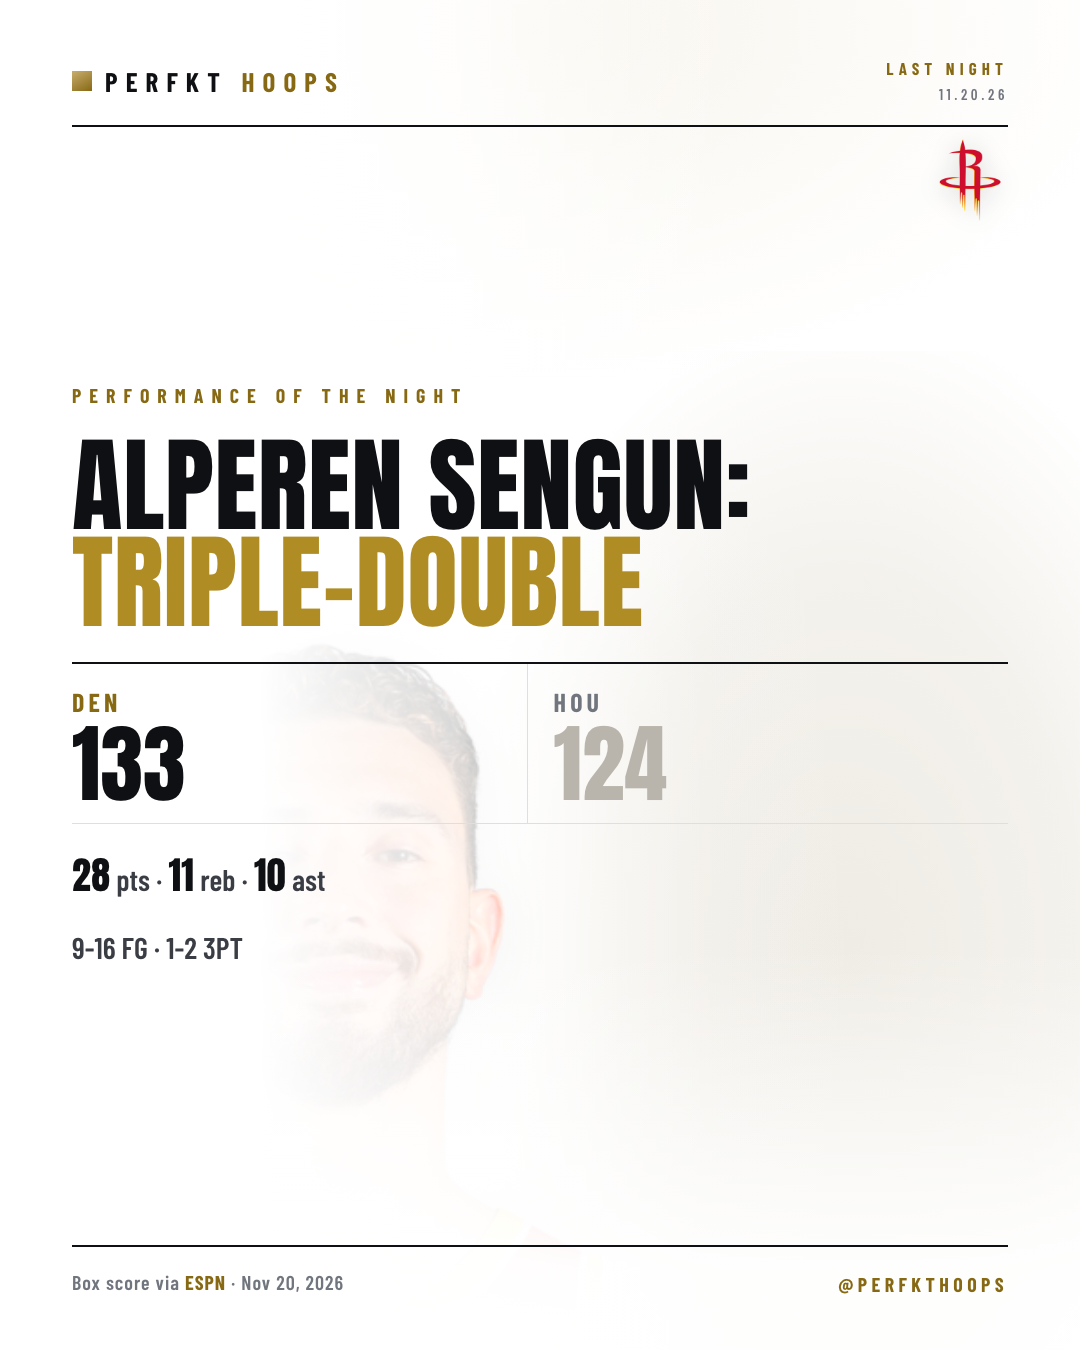 PERFKT HOOPS
LAST NIGHT
11.20.26
PERFORMANCE OF THE NIGHT
ALPEREN SENGUN:
TRIPLE-DOUBLE
DEN
133
HOU
124
28 pts · 11 reb · 10 ast
9-16 FG · 1-2 3PT
Box score via ESPN · Nov 20, 2026
@PERFKTHOOPS